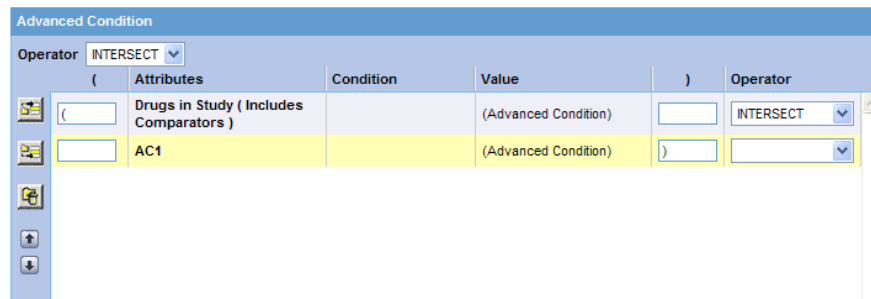 Advanced Condition
Operator INTERSECT
( Attributes Condition Value ) Operator
( Drugs in Study ( Includes Comparators ) (Advanced Condition) INTERSECT
AC1 (Advanced Condition) )